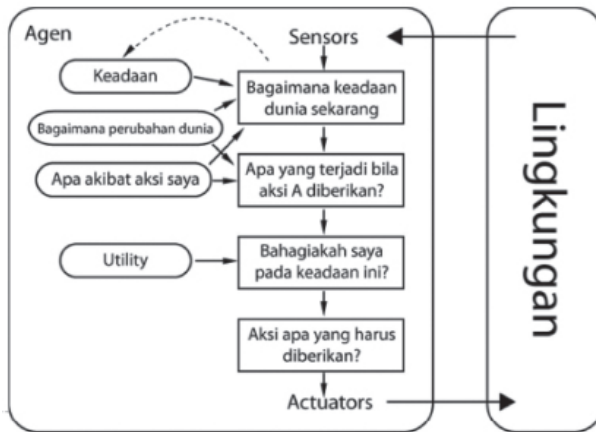 Agen
Sensors
Keadaan
Bagaimana keadaan
dunia sekarang
Bagaimana perubahan dunia
Apa akibat aksi saya
Apa yang terjadi bila
aksi A diberikan?
Utility
Bahagiakah saya
pada keadaan ini?
Aksi apa yang harus
diberikan?
Actuators
Lingkungan